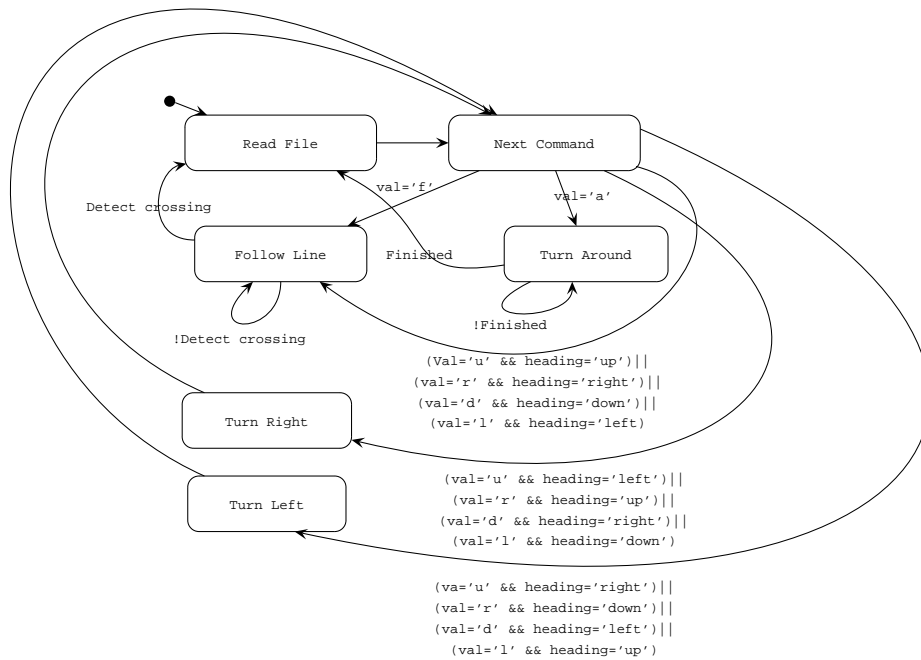 Read File
Next Command
val='f'
val='a'
Detect crossing
Follow Line
Finished
Turn Around
!Finished
!Detect crossing
(Val='u' && heading='up')||
(val='r' && heading='right')||
(val='d' && heading='down')||
(val='l' && heading='left)
Turn Right
(val='u' && heading='left')||
(val='r' && heading='up')||
(val='d' && heading='right')||
(val='l' && heading='down')
Turn Left
(va='u' && heading='right')||
(val='r' && heading='down')||
(val='d' && heading='left')||
(val='l' && heading='up')